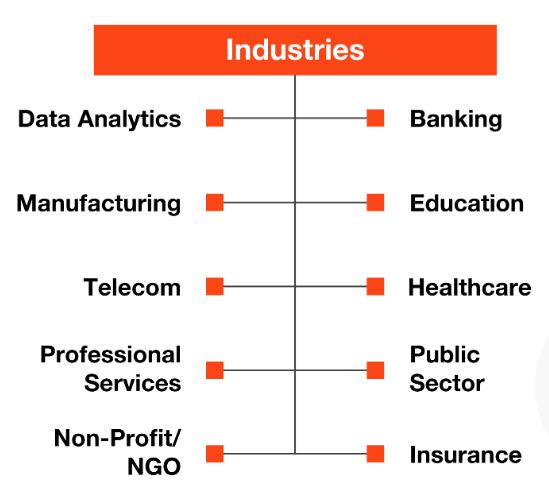 Industries
Data Analytics
Banking
Manufacturing
Education
Telecom
Healthcare
Professional
Services
Public
Sector
Non-Profit/
NGO
Insurance